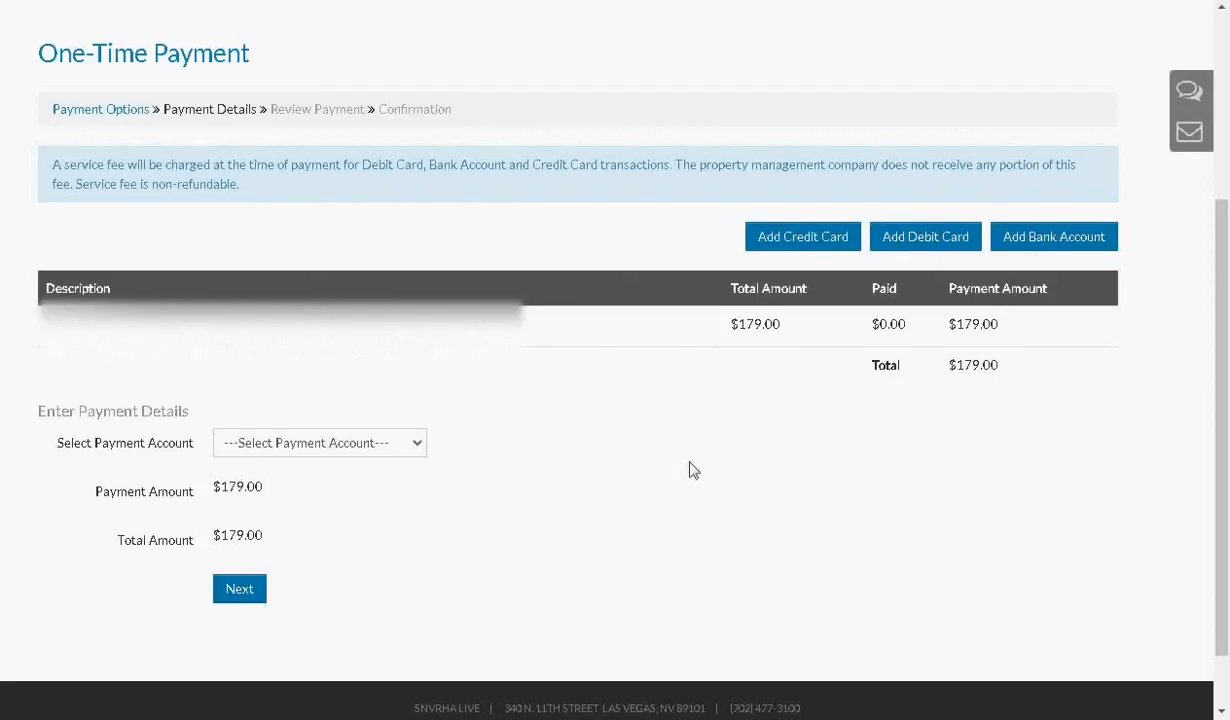 One-Time Payment
Payment Options » Payment Details » Review Payment » Confirmation
A service fee will be charged at the time of payment for Debit Card, Bank Account and Credit Card transactions. The property management company does not receive any portion of this
fee. Service fee is non-refundable.
Add Credit Card Add Debit Card Add Bank Account
Description Total Amount Paid Payment Amount
$179.00 $0.00 $179.00
Total $179.00
Enter Payment Details
Select Payment Account ---Select Payment Account---
Payment Amount $179.00
Total Amount $179.00
Next
SNVRHA LIVE | 340 N. 11TH STREET LAS VEGAS, NV 89101 | (702) 477-3100